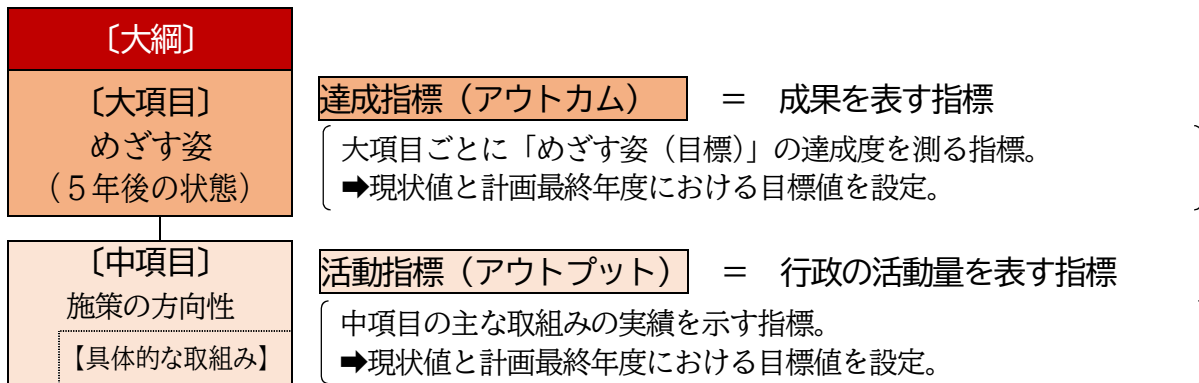 〔大綱〕
〔大項目〕
めざす姿
（５年後の状態）
達成指標（アウトカム）　＝　成果を表す指標
大項目ごとに「めざす姿（目標）」の達成度を測る指標。
➡現状値と計画最終年度における目標値を設定。
〔中項目〕
施策の方向性
【具体的な取組み】
活動指標（アウトプット）　＝　行政の活動量を表す指標
中項目の主な取組みの実績を示す指標。
➡現状値と計画最終年度における目標値を設定。